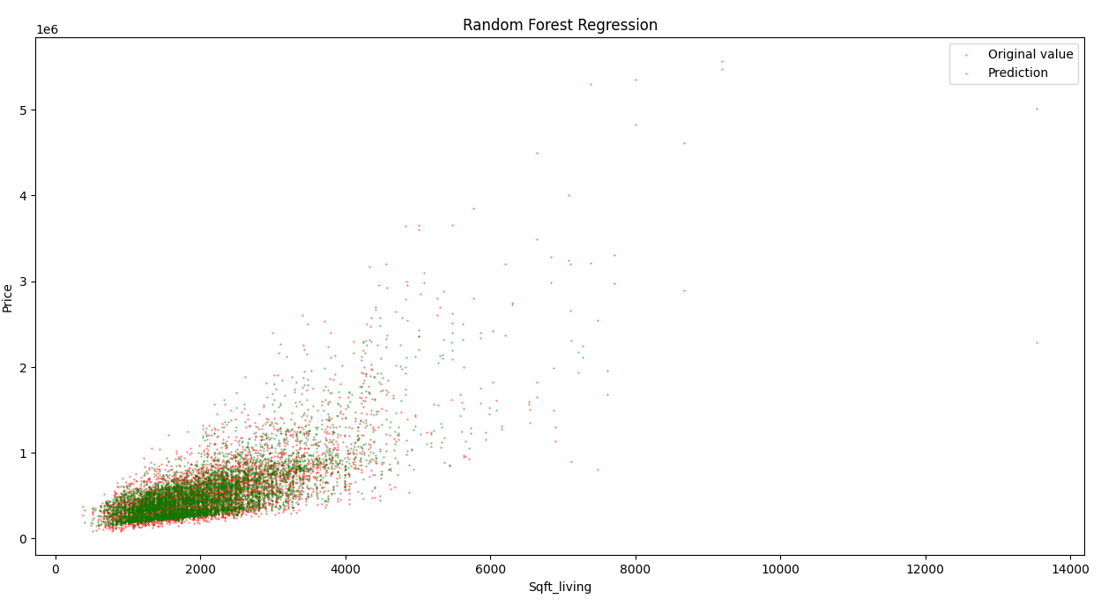 Random Forest Regression
1e6
Original value
Prediction
5
4
3
2
1
0
Price
0 2000 4000 6000 8000 10000 12000 14000
Sqft_living